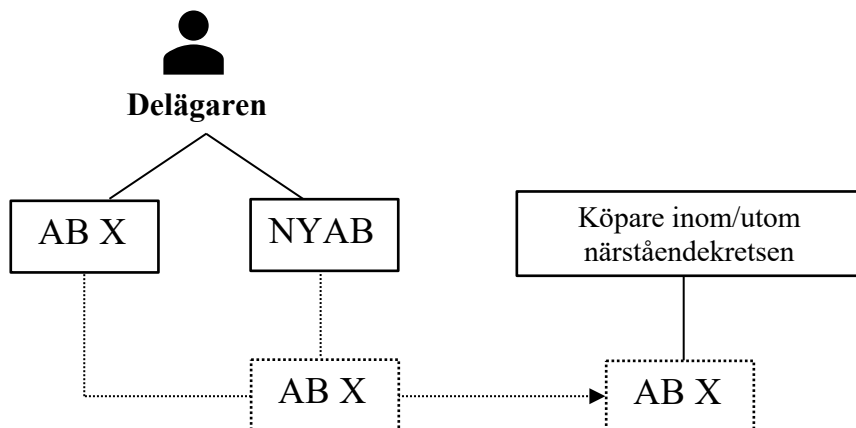 Delägaren
AB X
NYAB
Köpare inom/utom
närståendekretsen
AB X
AB X